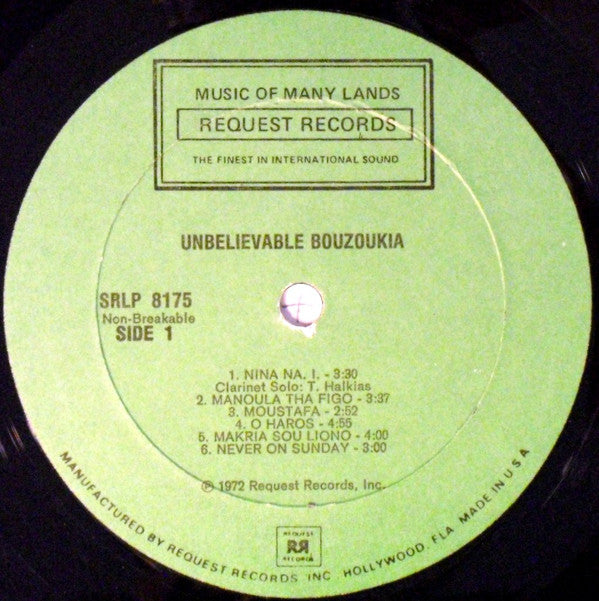 MUSIC OF MANY LANDS
REQUEST RECORDS
THE FINEST IN INTERNATIONAL SOUND
UNBELIEVABLE BOUZOUKIA
SRLP 8175
Non-Breakable
SIDE 1
1. NINA NA. I. - 3:30
Clarinet Solo: T. Halkias
2. MANOULA THA FIGO - 3:37
3. MOUSTAFA - 2:52
4. O HAROS - 4:55
5. MAKRIA SOU LIONO - 4:00
6. NEVER ON SUNDAY - 3:00
℗ 1972 Request Records, Inc.
REQUEST
RR
RECORDS
MANUFACTURED BY REQUEST RECORDS INC. HOLLYWOOD, FLA. MADE IN U.S.A